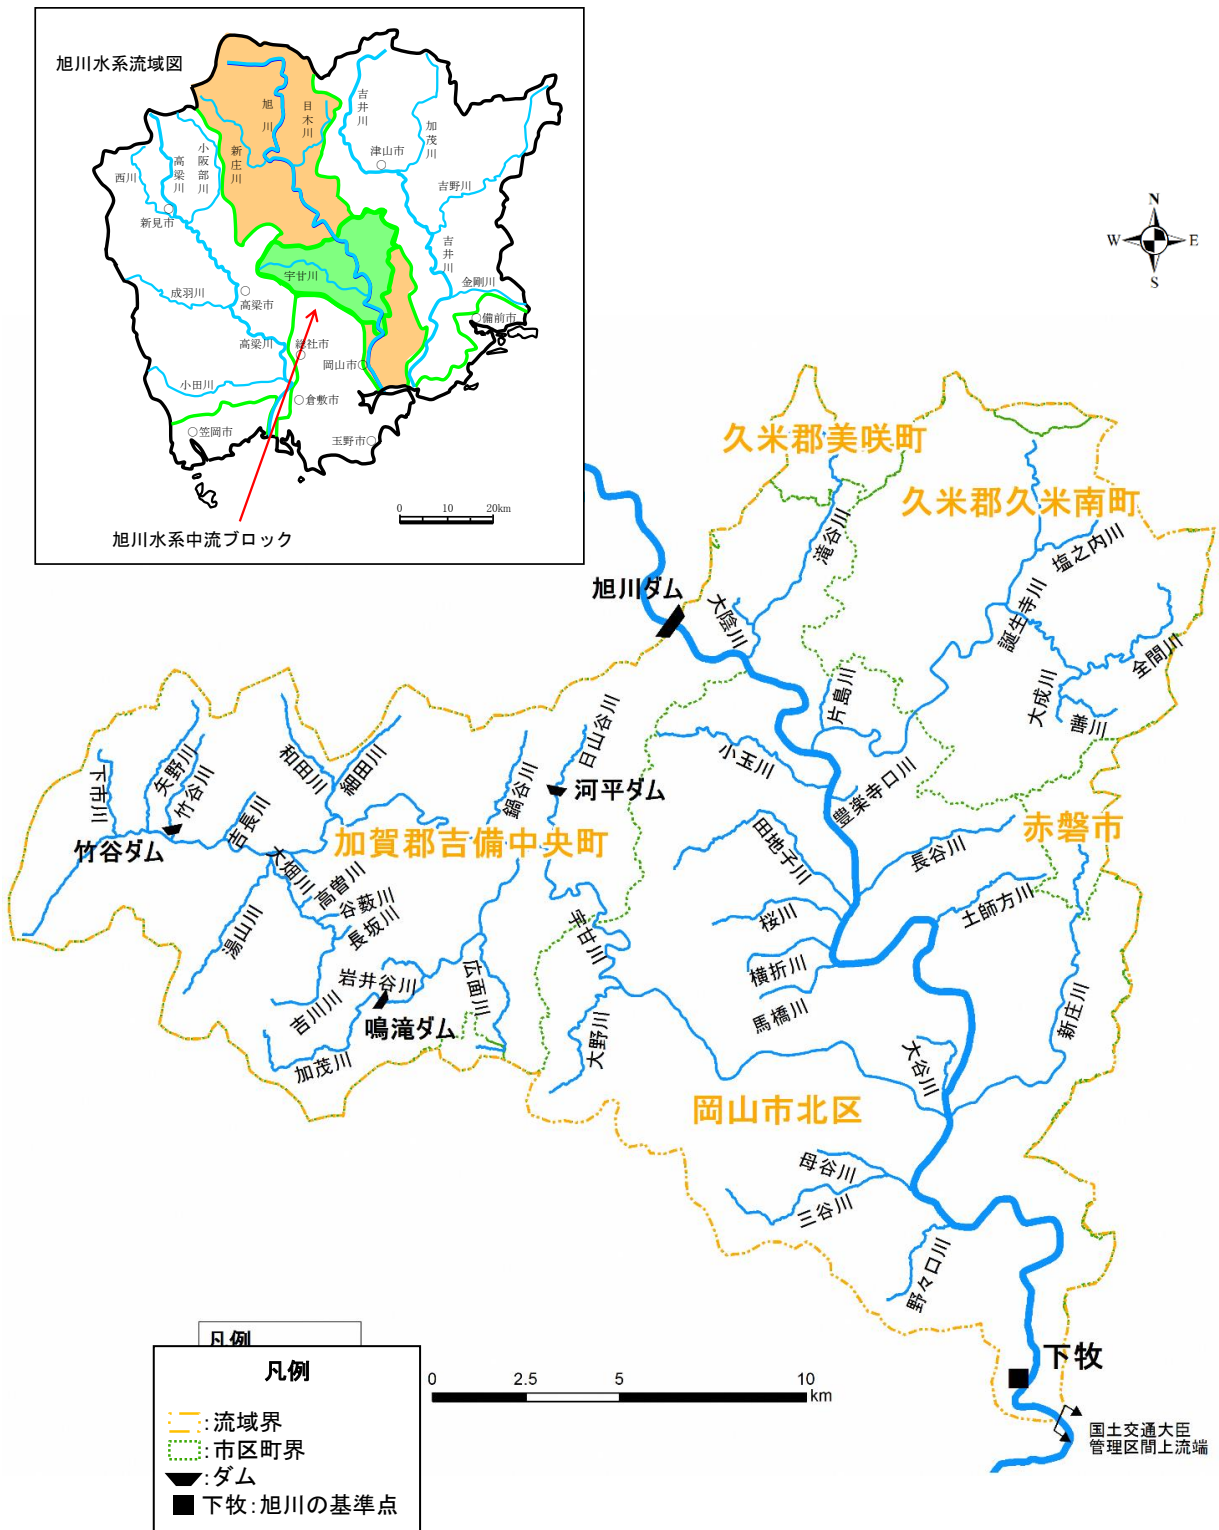 旭川水系流域図
旭川
目木川
新庄川
吉井川
加茂川
津山市
吉野川
小阪部川
高梁川
西川
新見市
吉井川
宇甘川
金剛川
成羽川
高梁市
備前市
高梁川
総社市
岡山市
小田川
倉敷市
笠岡市
玉野市
0 10 20km
旭川水系中流ブロック
N
W E
S
久米郡美咲町
久米郡久米南町
滝谷川
塩之内川
旭川ダム
大陰川
誕生寺川
全間川
片島川
大成川
善川
日山谷川
小玉川
和田川
細田川
矢野川
竹谷川
下市川
鍋谷川
河平ダム
豊楽寺口川
吉長川
田地子川
赤磐市
竹谷ダム
加賀郡吉備中央町
長谷川
大畑川
高曽川
谷薮川
長坂川
土師方川
桜川
宇甘川
湯山川
横折川
岩井谷川
広面川
馬橋川
新庄川
吉川川
鳴滝ダム
大野川
大谷川
加茂川
岡山市北区
母谷川
三谷川
野々口川
下牧
凡例
凡例
:流域界
:市区町界
:ダム
下牧:旭川の基準点
0 2.5 5 10
km
国土交通大臣
管理区間上流端